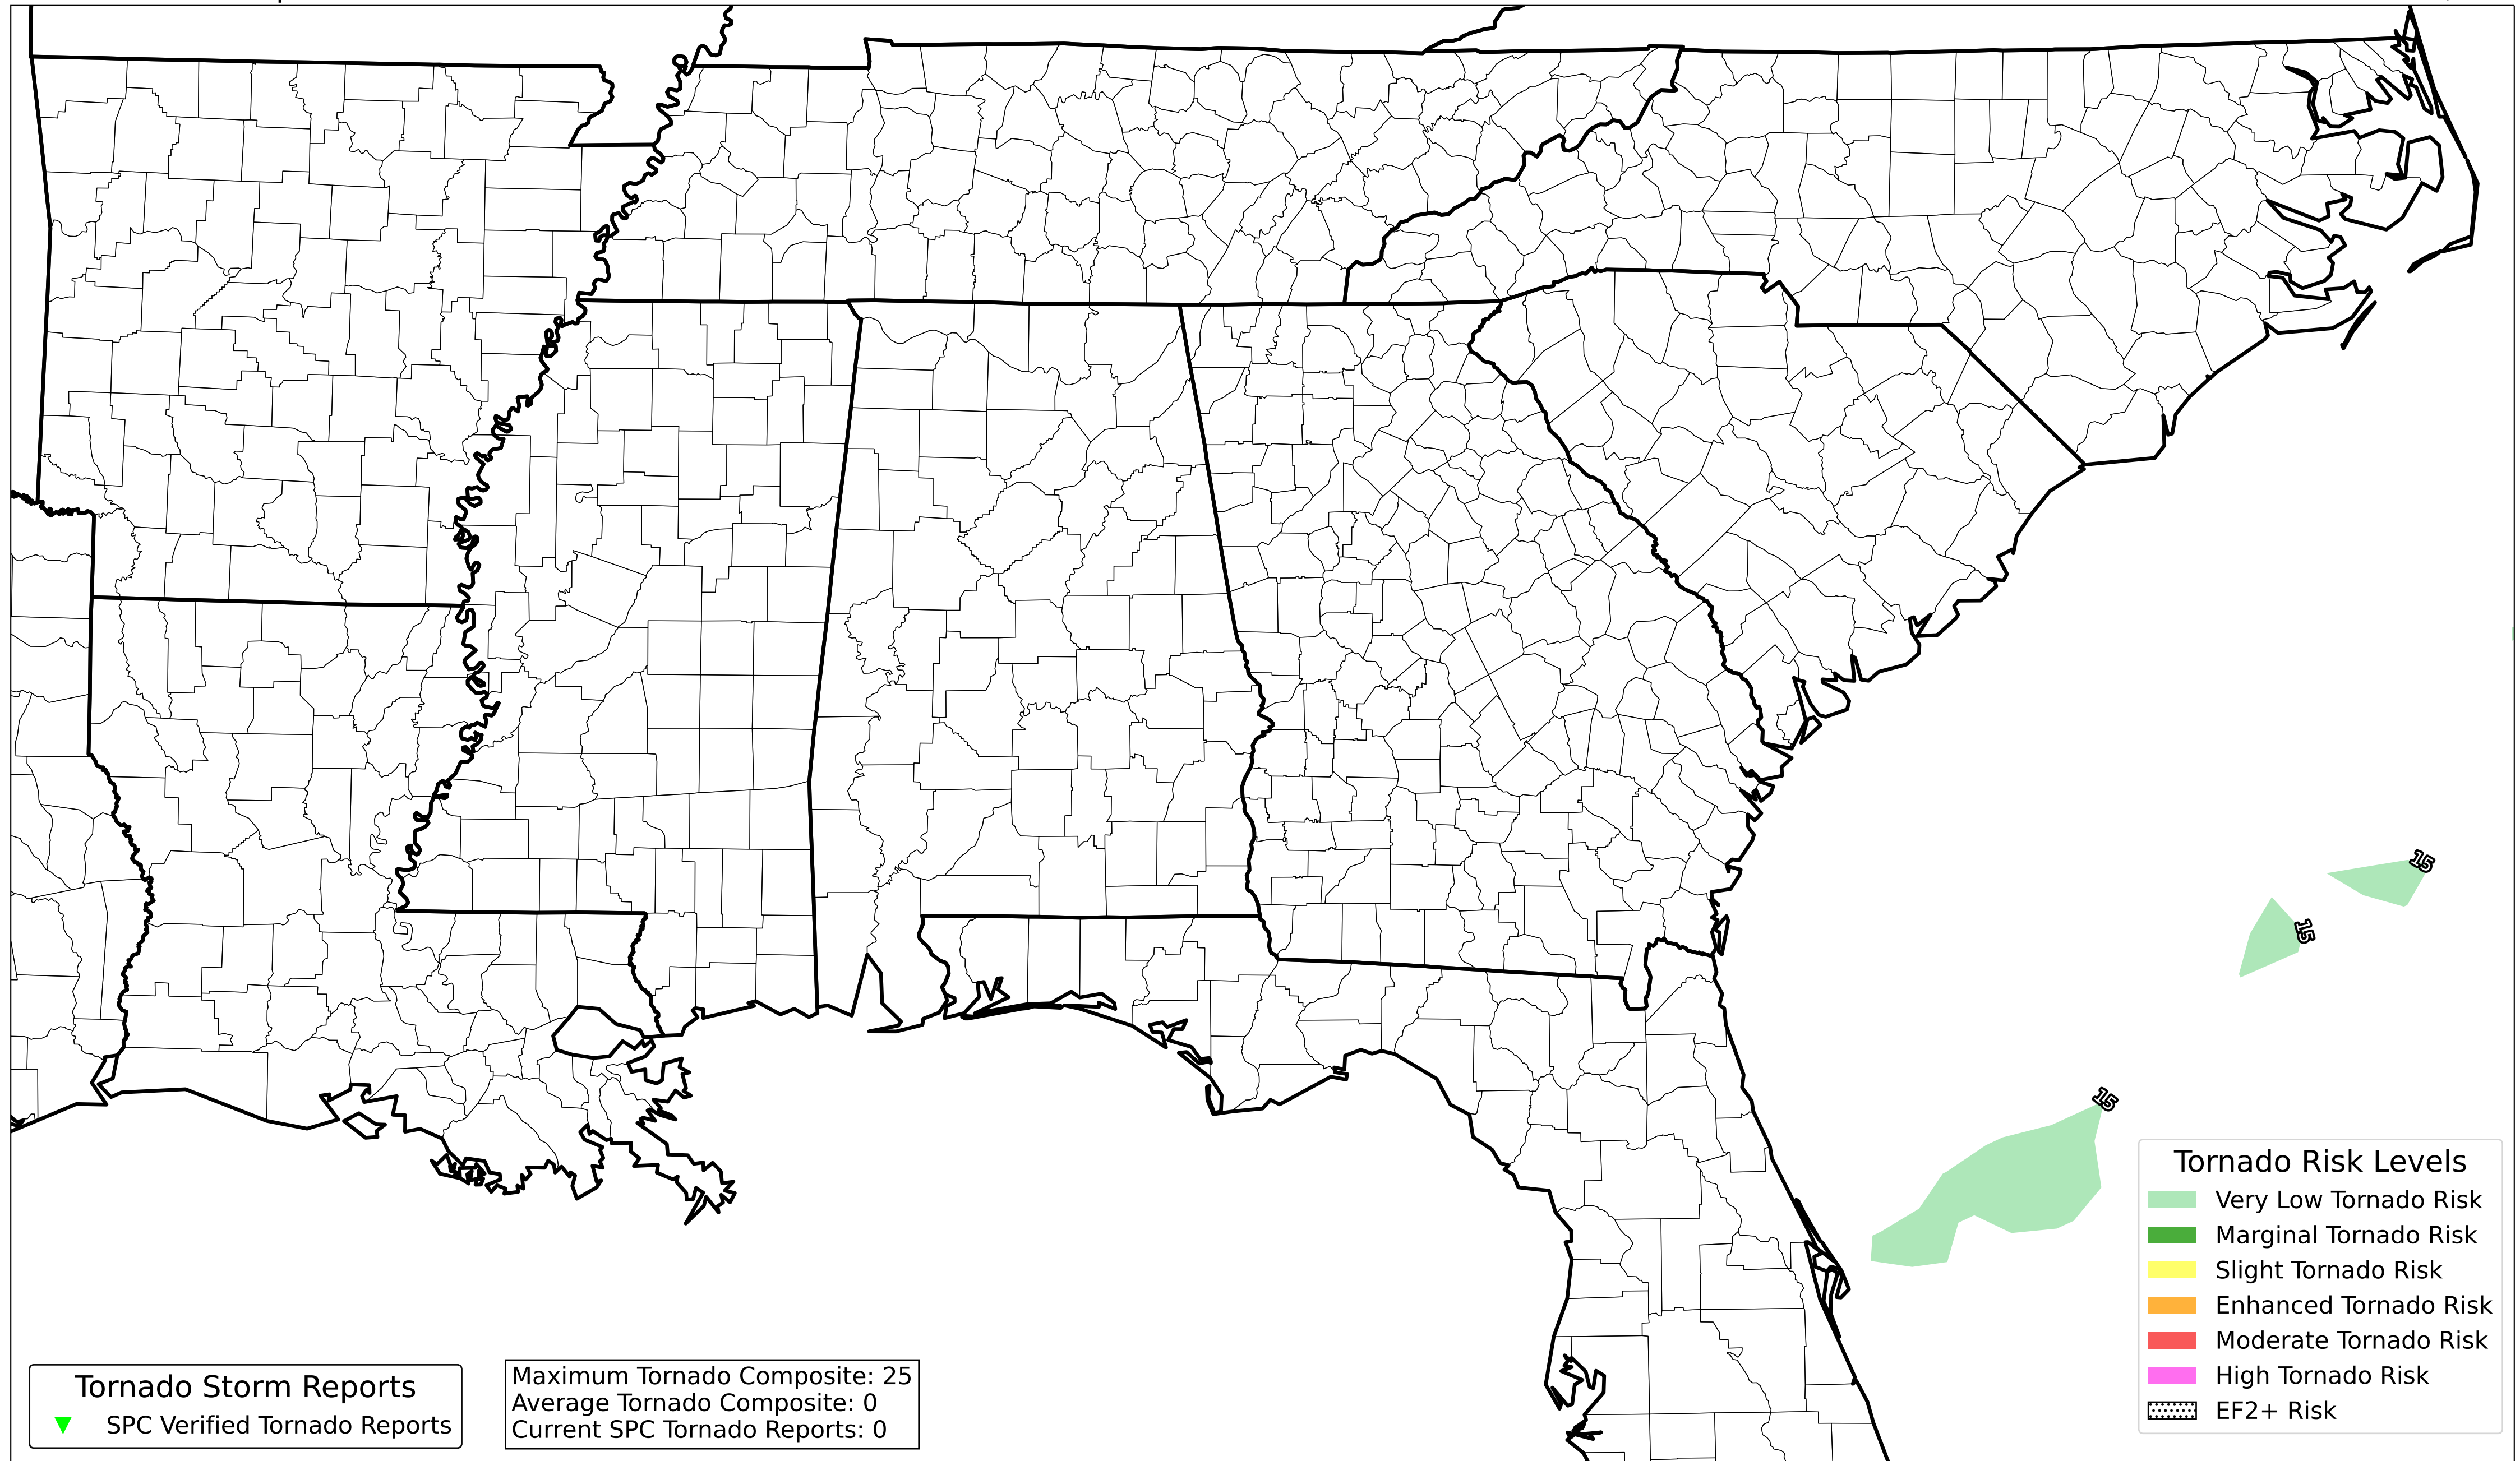 15
15
15
Tornado Risk Levels
Very Low Tornado Risk
Marginal Tornado Risk
Slight Tornado Risk
Enhanced Tornado Risk
Moderate Tornado Risk
High Tornado Risk
EF2+ Risk
Tornado Storm Reports
SPC Verified Tornado Reports
Maximum Tornado Composite: 25
Average Tornado Composite: 0
Current SPC Tornado Reports: 0